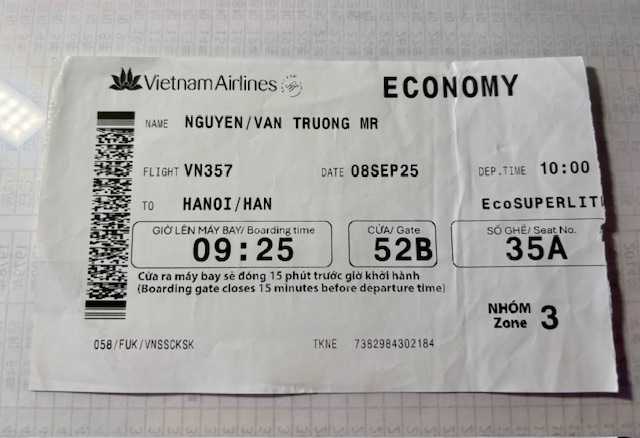 Vietnam Airlines ECONOMY
NAME NGUYEN/VAN TRUONG MR
FLIGHT VN357 DATE 08SEP25 DEP.TIME 10:00
TO HANOI/HAN EcoSUPERLIT
GIỜ LÊN MÁY BAY/ Boarding time CỬA/ Gate SỐ GHẾ/ Seat No.
09:25 52B 35A
Cửa ra máy bay sẽ đóng 15 phút trước giờ khởi hành
(Boarding gate closes 15 minutes before departure time)
NHÓM
Zone 3
058/FUK/VNSSCKSK TKNE 7382984302184